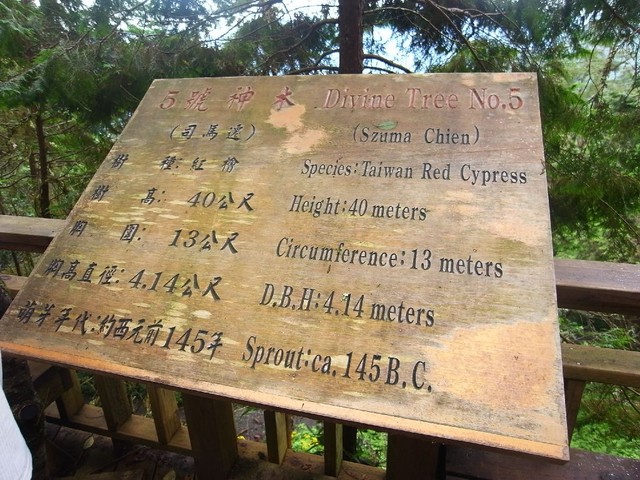 5 號 神 木 Divine Tree No.5
(司馬遷) (Szuma Chien)
樹 種: 紅 檜 Species: Taiwan Red Cypress
樹 高: 40公尺 Height: 40 meters
胸 圍: 13公尺 Circumference: 13 meters
胸高直徑: 4.14公尺 D.B.H: 4.14 meters
萌芽年代: 約西元前145年 Sprout: ca. 145 B.C.